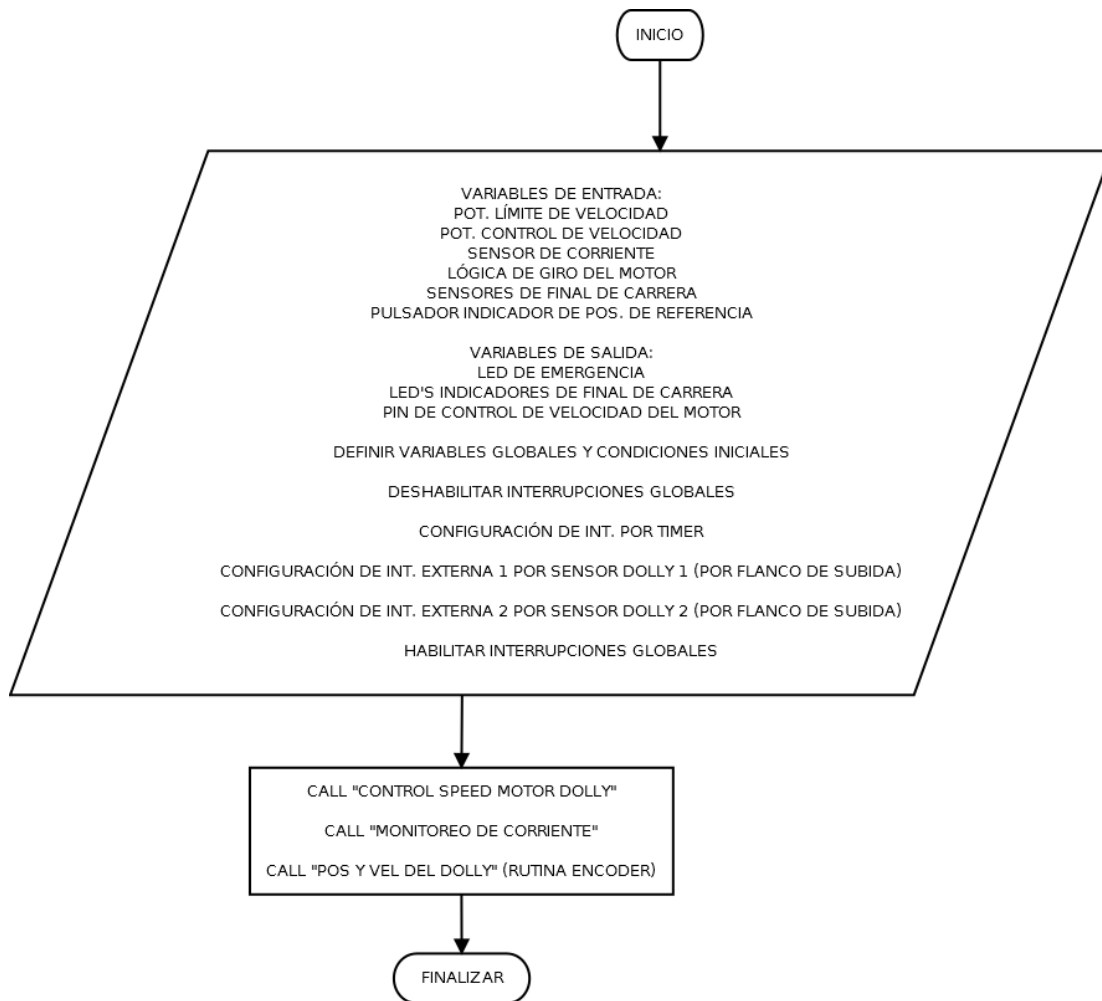 INICIO
VARIABLES DE ENTRADA:
POT. LÍMITE DE VELOCIDAD
POT. CONTROL DE VELOCIDAD
SENSOR DE CORRIENTE
LÓGICA DE GIRO DEL MOTOR
SENSORES DE FINAL DE CARRERA
PULSADOR INDICADOR DE POS. DE REFERENCIA
VARIABLES DE SALIDA:
LED DE EMERGENCIA
LED'S INDICADORES DE FINAL DE CARRERA
PIN DE CONTROL DE VELOCIDAD DEL MOTOR
DEFINIR VARIABLES GLOBALES Y CONDICIONES INICIALES
DESHABILITAR INTERRUPCIONES GLOBALES
CONFIGURACIÓN DE INT. POR TIMER
CONFIGURACIÓN DE INT. EXTERNA 1 POR SENSOR DOLLY 1 (POR FLANCO DE SUBIDA)
CONFIGURACIÓN DE INT. EXTERNA 2 POR SENSOR DOLLY 2 (POR FLANCO DE SUBIDA)
HABILITAR INTERRUPCIONES GLOBALES
CALL "CONTROL SPEED MOTOR DOLLY"
CALL "MONITOREO DE CORRIENTE"
CALL "POS Y VEL DEL DOLLY" (RUTINA ENCODER)
FINALIZAR